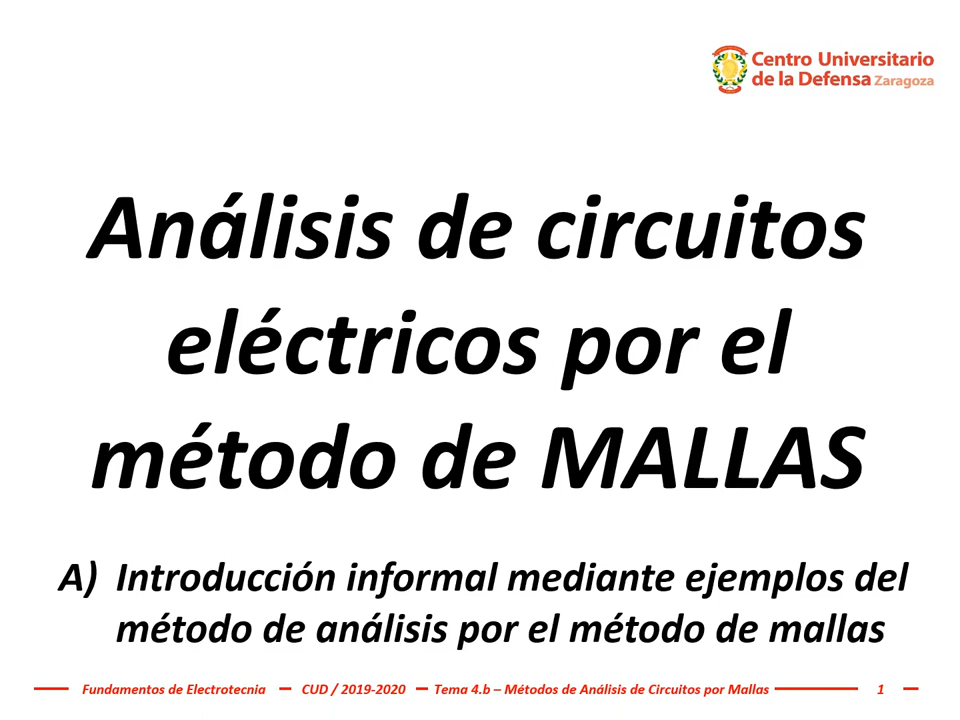 Centro Universitario
de la Defensa Zaragoza
Análisis de circuitos
eléctricos por el
método de MALLAS
A) Introducción informal mediante ejemplos del
método de análisis por el método de mallas
Fundamentos de Electrotecnia CUD / 2019-2020 Tema 4.b – Métodos de Análisis de Circuitos por Mallas 1